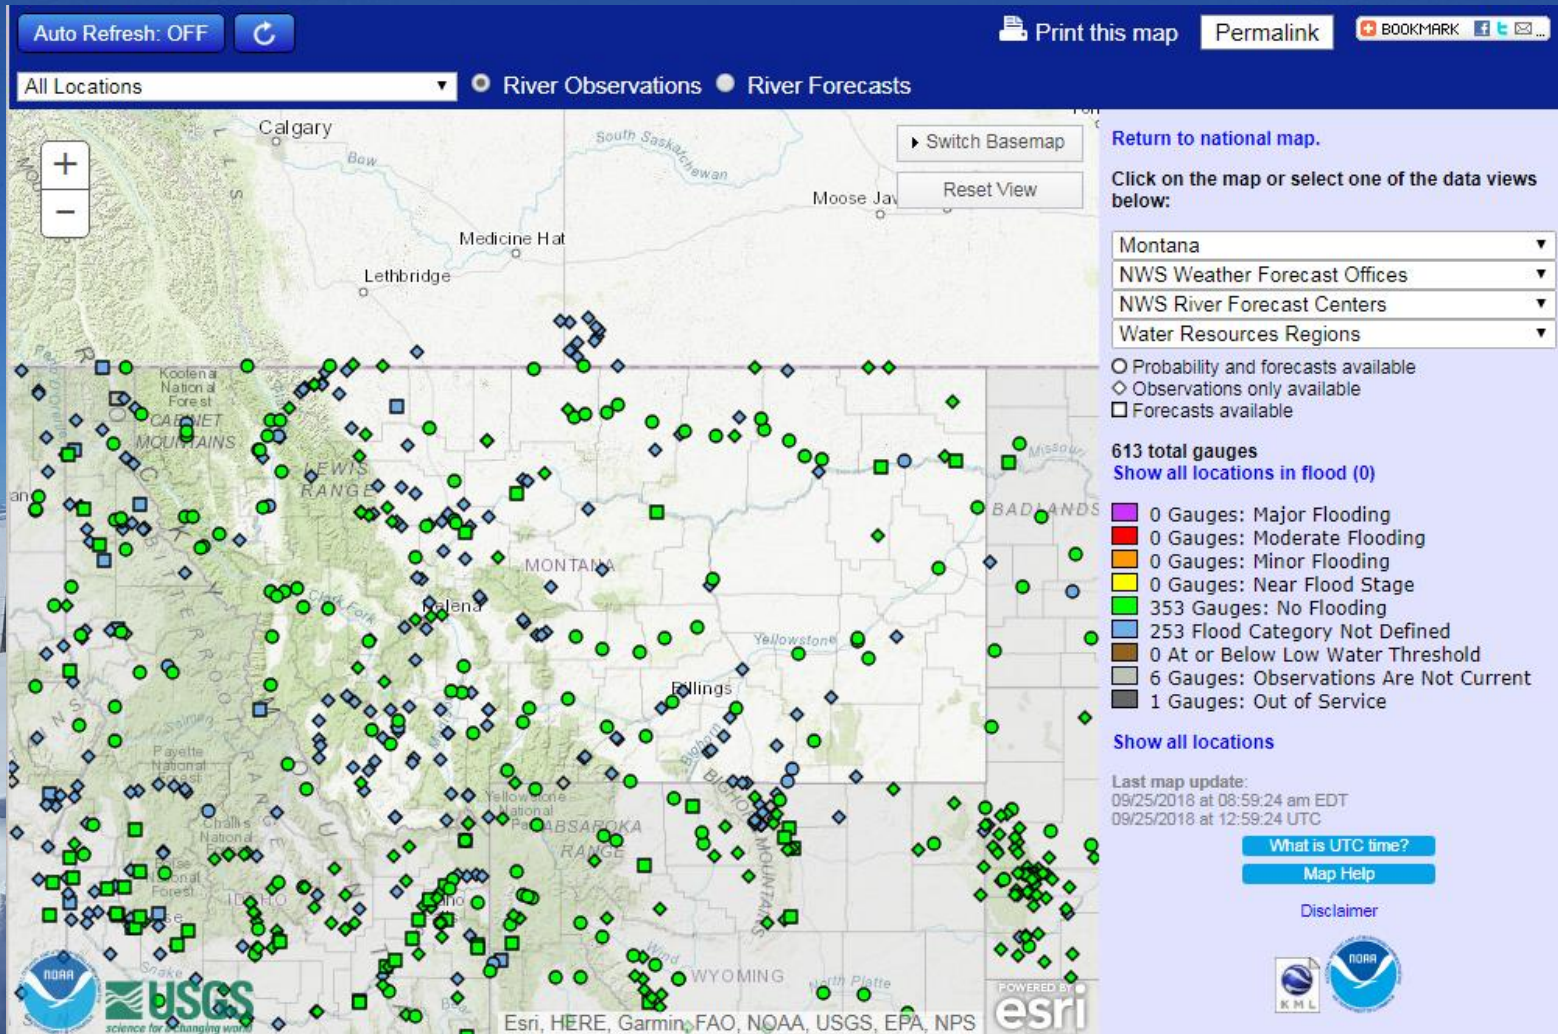 Auto Refresh: OFF
Print this map
Permalink
BOOKMARK
...
All Locations
River Observations
River Forecasts
Calgary
Bow
South Saskatchewan
Switch Basemap
Reset View
+
−
Moose Jaw
Medicine Hat
Lethbridge
Kootenai
National
Forest
CABINET
MOUNTAINS
LEWIS
RANGE
Missouri
BADLANDS
MONTANA
Clark Fork
Helena
BITTERROOT RANGE
Yellowstone
Billings
Salmon
Bighorn
Payette
National
Forest
Yellowstone
National
Park
ABSAROKA
RANGE
BIGHORN MOUNTAINS
Challis
National
Forest
Boise
National
Forest
IDAHO
Idaho
Snake
Wind
WYOMING
North Platte
Bear
NOAA
USGS
science for a changing world
Esri, HERE, Garmin, FAO, NOAA, USGS, EPA, NPS
POWERED BY
esri
Return to national map.
Click on the map or select one of the data views
below:
Montana
NWS Weather Forecast Offices
NWS River Forecast Centers
Water Resources Regions
Probability and forecasts available
Observations only available
Forecasts available
613 total gauges
Show all locations in flood (0)
0 Gauges: Major Flooding
0 Gauges: Moderate Flooding
0 Gauges: Minor Flooding
0 Gauges: Near Flood Stage
353 Gauges: No Flooding
253 Flood Category Not Defined
0 At or Below Low Water Threshold
6 Gauges: Observations Are Not Current
1 Gauges: Out of Service
Show all locations
Last map update:
09/25/2018 at 08:59:24 am EDT
09/25/2018 at 12:59:24 UTC
What is UTC time?
Map Help
Disclaimer
KML
NOAA